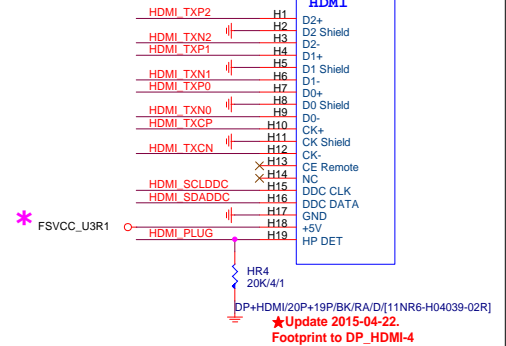 HDMI
HDMI_TXP2 H1 D2+
H2 D2 Shield
HDMI_TXN2 H3 D2-
HDMI_TXP1 H4 D1+
H5 D1 Shield
HDMI_TXN1 H6 D1-
HDMI_TXP0 H7 D0+
H8 D0 Shield
HDMI_TXN0 H9 D0-
HDMI_TXCP H10 CK+
H11 CK Shield
HDMI_TXCN H12 CK-
H13 CE Remote
H14 NC
HDMI_SCLDDC H15 DDC CLK
HDMI_SDADDC H16 DDC DATA
H17 GND
* FSVCC_U3R1 H18 +5V
HDMI_PLUG H19 HP DET
HR4
20K/4/1
DP+HDMI/20P+19P/BK/RA/D/[11NR6-H04039-02R]
★Update 2015-04-22.
Footprint to DP_HDMI-4